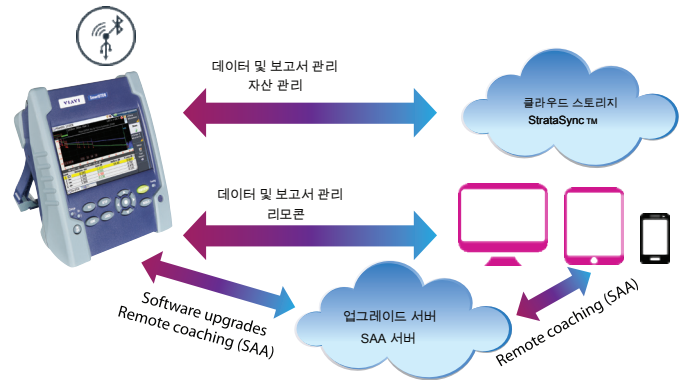 데이터 및 보고서 관리
자산 관리
클라우드 스토리지
StrataSync TM
VIAVI
데이터 및 보고서 관리
리모콘
Software upgrades
Remote coaching (SAA)
업그레이드 서버
SAA 서버
Remote coaching (SAA)